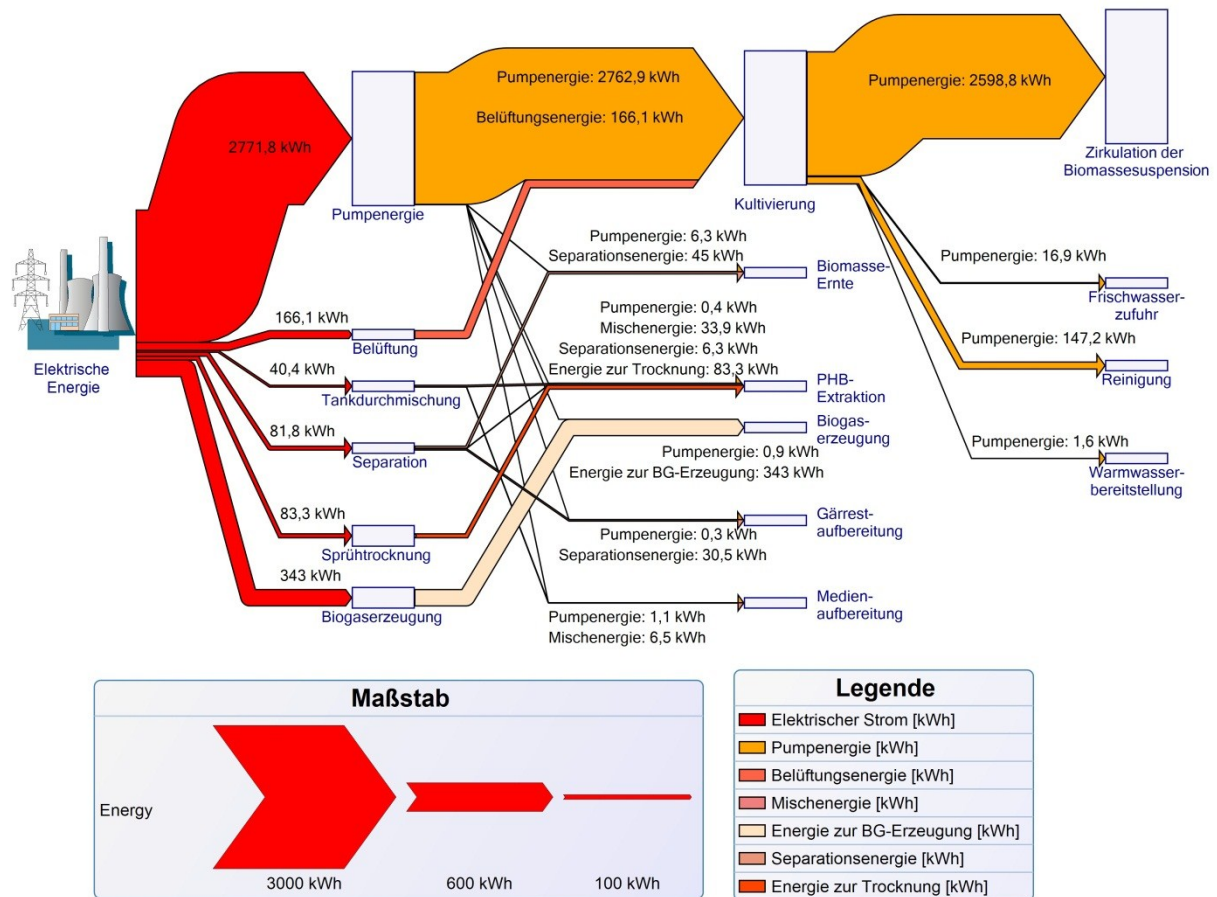 2771,8 kWh
Pumpenergie: 2762,9 kWh
Belüftungsenergie: 166,1 kWh
Pumpenergie: 2598,8 kWh
Zirkulation der
Biomassesuspension
Pumpenergie
Kultivierung
Elektrische
Energie
166,1 kWh
Belüftung
40,4 kWh
Tankdurchmischung
81,8 kWh
Separation
83,3 kWh
Sprühtrocknung
343 kWh
Biogaserzeugung
Pumpenergie: 6,3 kWh
Separationsenergie: 45 kWh
Biomasse-
Ernte
Pumpenergie: 0,4 kWh
Mischenergie: 33,9 kWh
Separationsenergie: 6,3 kWh
Energie zur Trocknung: 83,3 kWh
PHB-
Extraktion
Biogas-
erzeugung
Pumpenergie: 0,9 kWh
Energie zur BG-Erzeugung: 343 kWh
Gärrest-
aufbereitung
Pumpenergie: 0,3 kWh
Separationsenergie: 30,5 kWh
Medien-
aufbereitung
Pumpenergie: 1,1 kWh
Mischenergie: 6,5 kWh
Pumpenergie: 16,9 kWh
Frischwasser-
zufuhr
Pumpenergie: 147,2 kWh
Reinigung
Pumpenergie: 1,6 kWh
Warmwasser-
bereitstellung
Maßstab
Energy
3000 kWh
600 kWh
100 kWh
Legende
Elektrischer Strom [kWh]
Pumpenergie [kWh]
Belüftungsenergie [kWh]
Mischenergie [kWh]
Energie zur BG-Erzeugung [kWh]
Separationsenergie [kWh]
Energie zur Trocknung [kWh]